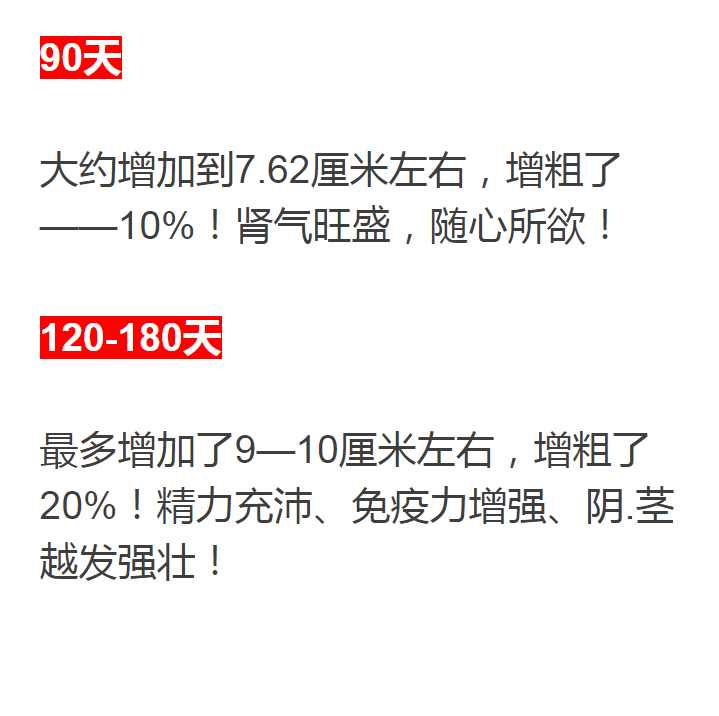 90天
大约增加到7.62厘米左右，增粗了
——10%！肾气旺盛，随心所欲！
120-180天
最多增加了9—10厘米左右，增粗了
20%！精力充沛、免疫力增强、阴.茎
越发强壮！